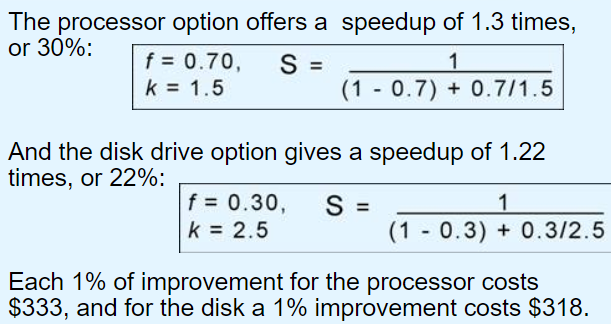 The processor option offers a speedup of 1.3 times,
or 30%:
f = 0.70, S = 1
k = 1.5 (1 - 0.7) + 0.7/1.5
And the disk drive option gives a speedup of 1.22
times, or 22%:
f = 0.30, S = 1
k = 2.5 (1 - 0.3) + 0.3/2.5
Each 1% of improvement for the processor costs
$333, and for the disk a 1% improvement costs $318.